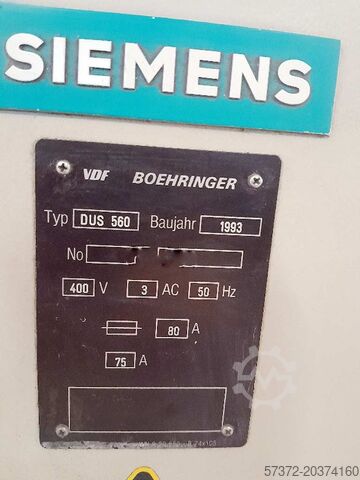 SIEMENS
VDF BOEHRINGER
Typ DUS 560 Baujahr 1993
No
400 V 3 AC 50 Hz
80 A
75 A
57372-20374160